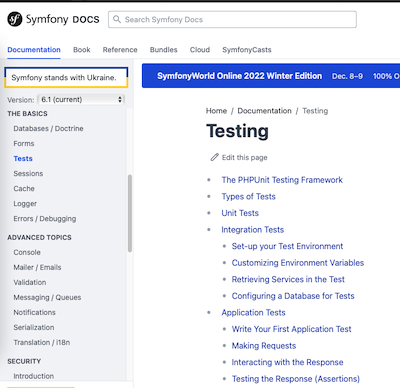 sf Symfony DOCS
Search Symfony Docs
Documentation Book Reference Bundles Cloud SymfonyCasts
Symfony stands with Ukraine.
Version: 6.1 (current)
THE BASICS
Databases / Doctrine
Forms
Tests
Sessions
Cache
Logger
Errors / Debugging
ADVANCED TOPICS
Console
Mailer / Emails
Validation
Messaging / Queues
Notifications
Serialization
Translation / i18n
SECURITY
Introduction
SymfonyWorld Online 2022 Winter Edition Dec. 8–9 100% O
Home / Documentation / Testing
Testing
Edit this page
The PHPUnit Testing Framework
Types of Tests
Unit Tests
Integration Tests
Set-up your Test Environment
Customizing Environment Variables
Retrieving Services in the Test
Configuring a Database for Tests
Application Tests
Write Your First Application Test
Making Requests
Interacting with the Response
Testing the Response (Assertions)